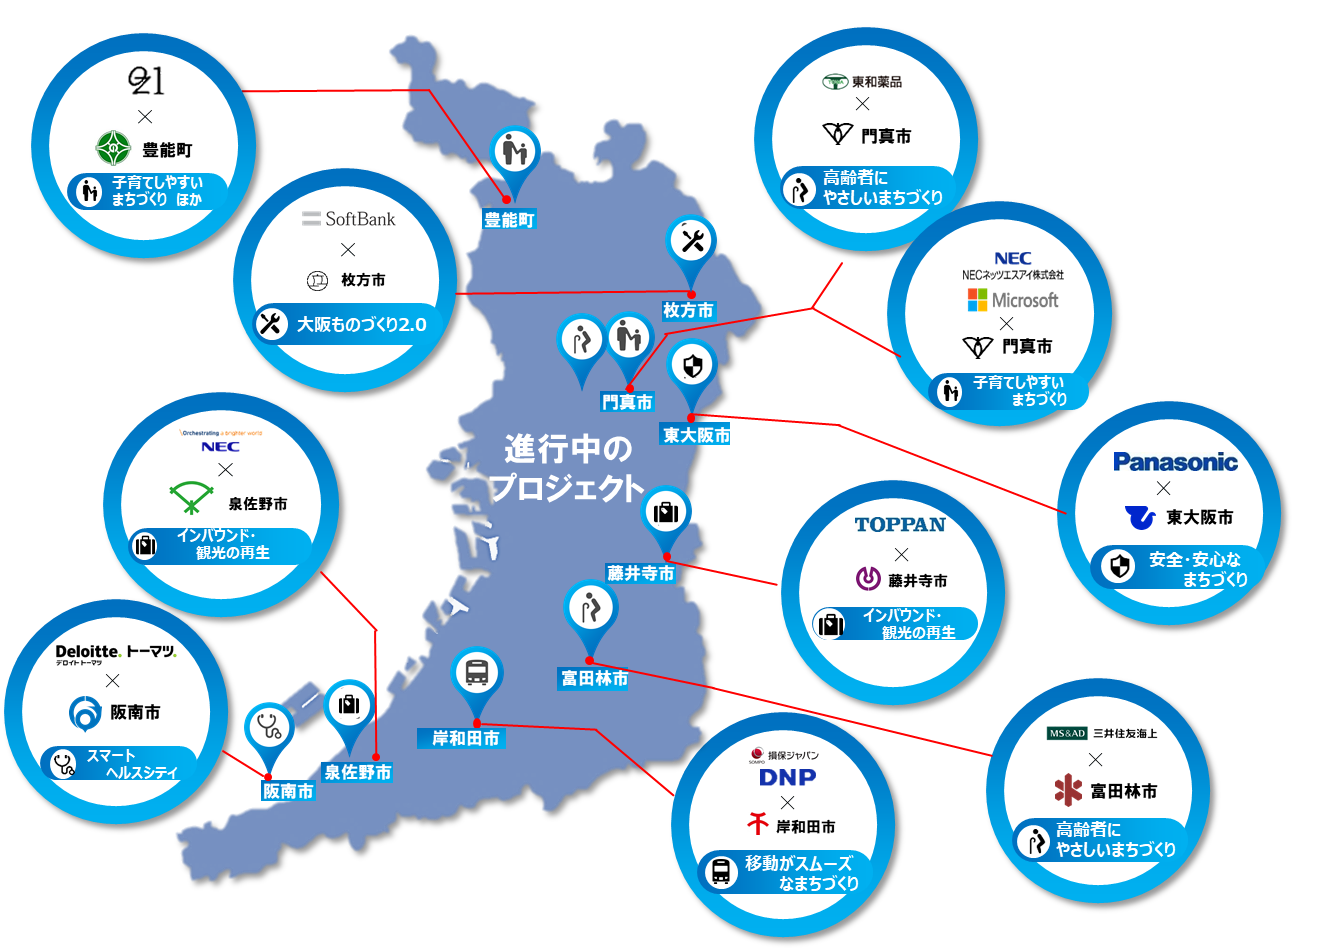 021
×
豊能町
子育てしやすい
まちづくり ほか
SoftBank
×
枚方市
大阪ものづくり2.0
Orchestrating a brighter world
NEC
×
泉佐野市
インバウンド・
観光の再生
Deloitte. トーマツ.
デロイト トーマツ
×
阪南市
スマート
ヘルスシテイ
進行中の
プロジェクト
豊能町
枚方市
門真市
東大阪市
藤井寺市
富田林市
岸和田市
泉佐野市
阪南市
東和薬品
×
門真市
高齢者に
やさしいまちづくり
NEC
NECネッツエスアイ株式会社
Microsoft
×
門真市
子育てしやすい
まちづくり
Panasonic
×
東大阪市
安全・安心な
まちづくり
TOPPAN
×
藤井寺市
インバウンド・
観光の再生
MS&AD 三井住友海上
×
富田林市
高齢者に
やさしいまちづくり
SOMPO 損保ジャパン
DNP
×
岸和田市
移動がスムーズ
なまちづくり